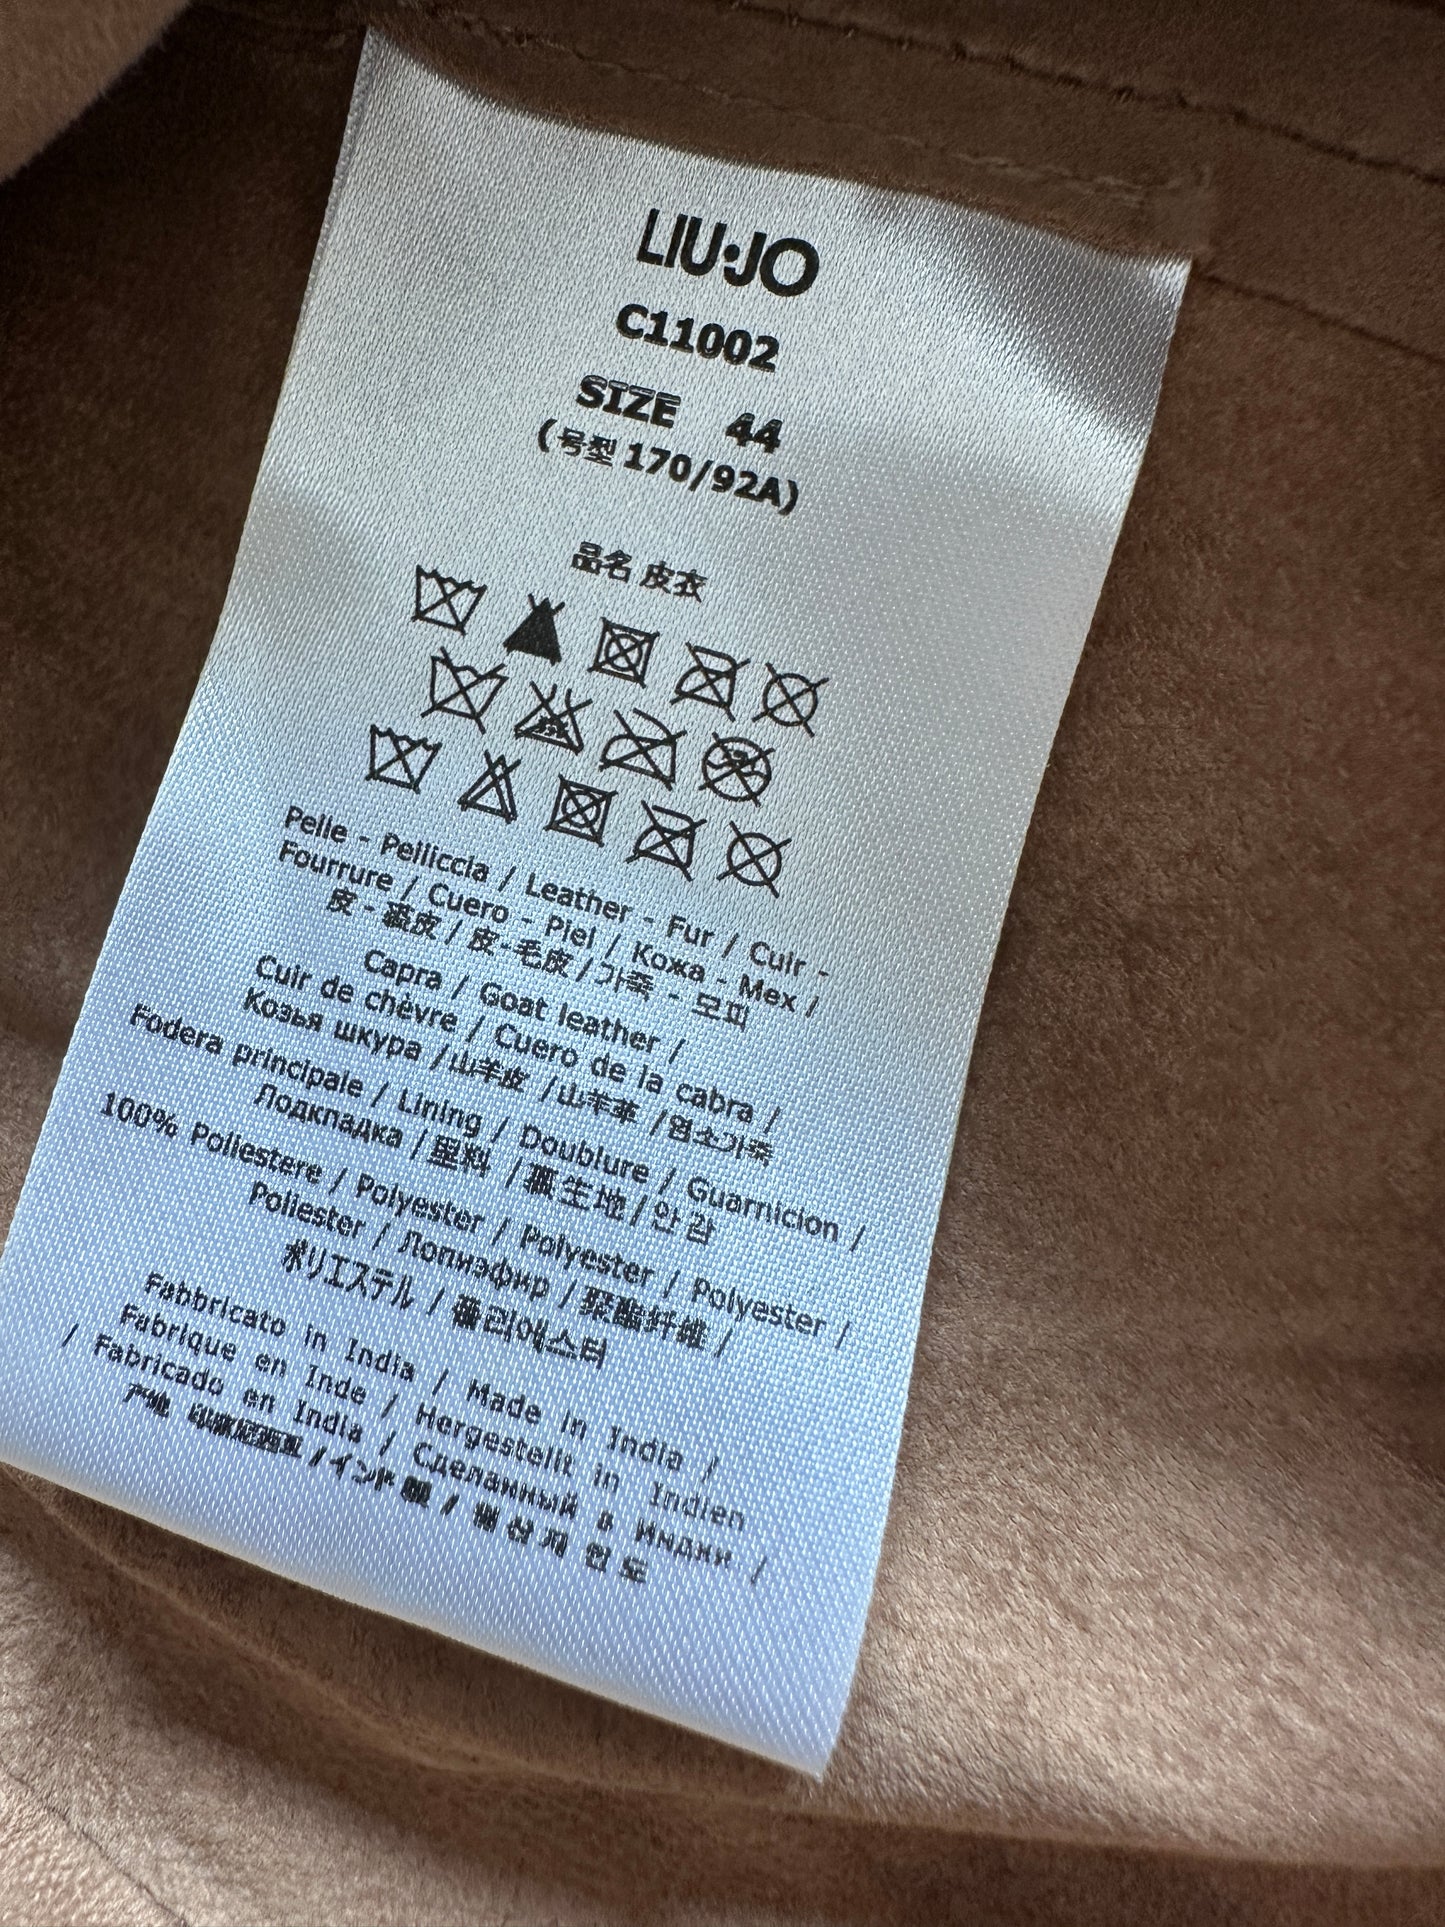 LIU·JO
C11002
SIZE 44
(号型 170/92A)
品名 皮衣
Pelle - Pelliccia / Leather - Fur / Cuir -
Fourrure / Cuero - Piel / Кожа - Мех /
皮 - 裘皮 / 皮-毛皮 /가죽 - 모피
Capra / Goat leather /
Cuir de chèvre / Cuero de la cabra /
Козья шкура /山羊皮 /山羊革 /염소가죽
Fodera principale / Lining / Doublure / Guarnicion /
Подкладка /里料 /裏生地/안감
100% Poliestere / Polyester / Polyester / Polyester /
Poliester / Полиэфир /聚酯纤维 /
ポリエステル / 폴리에스터
Fabbricato in India / Made in India /
Fabrique en Inde / Hergestellt in Indien
/ Fabricado en India / Сделанный в Индии /
产地 /インド製 / 생산지 인도